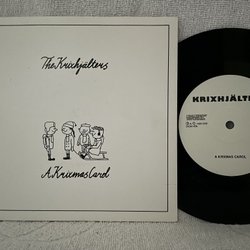 The Krixhjälters
A Krixmas Card
KRIXHJÄLTE
A KRIXMAS CAROL